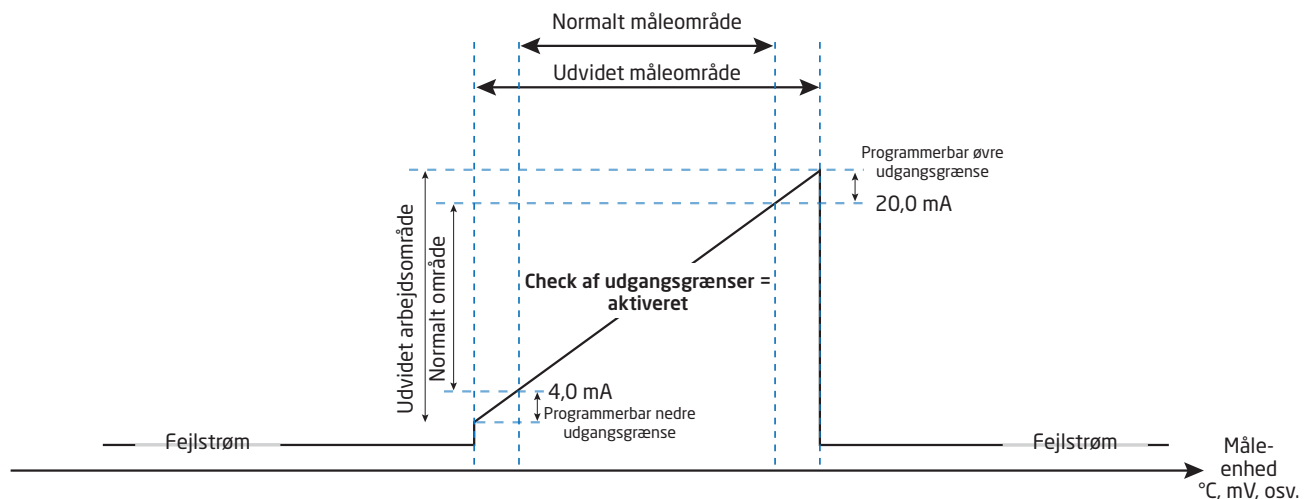 Normalt måleområde
Udvidet måleområde
Programmerbar øvre
udgangsgrænse
20,0 mA
Udvidet arbejdsområde
Normalt område
Check af udgangsgrænser =
aktiveret
4,0 mA
Programmerbar nedre
udgangsgrænse
Fejlstrøm
Fejlstrøm
Måle-
enhed
°C, mV, osv.